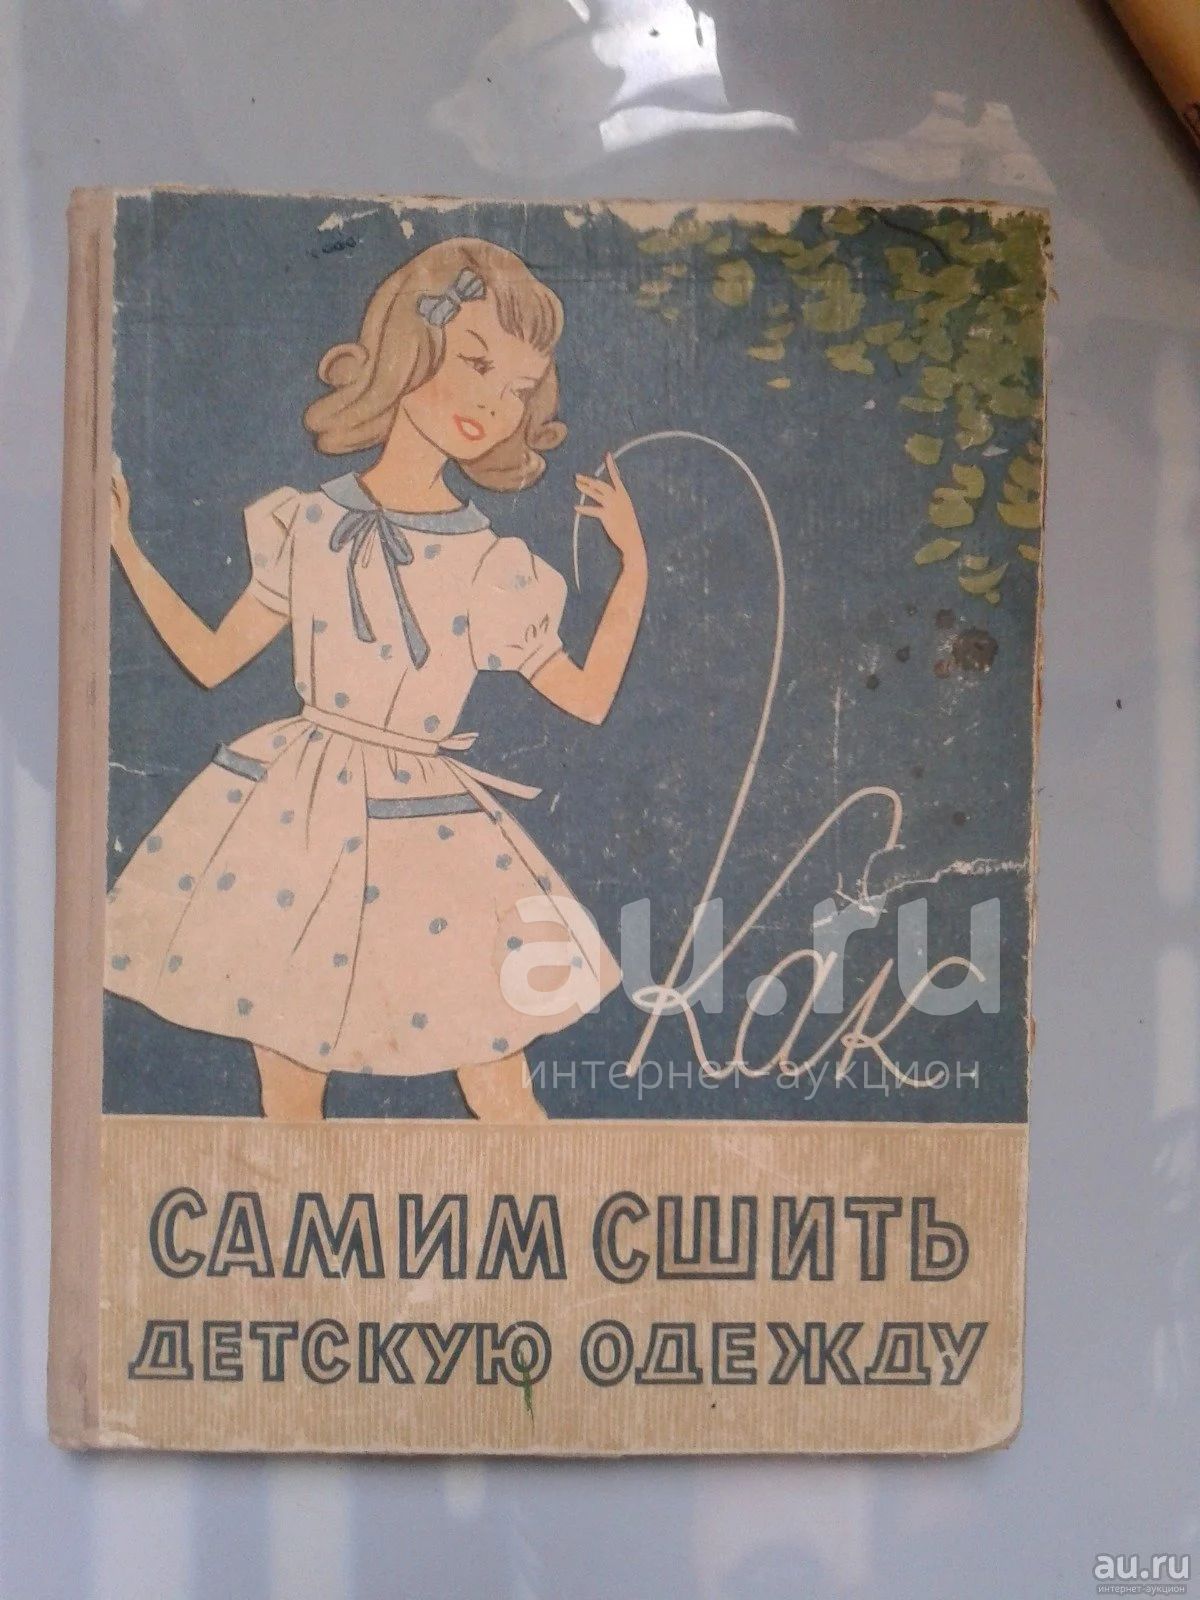 Как
САМИМ СШИТЬ
ДЕТСКУЮ ОДЕЖДУ
au.ru
интернет-аукцион
au.ru
интернет-аукцион